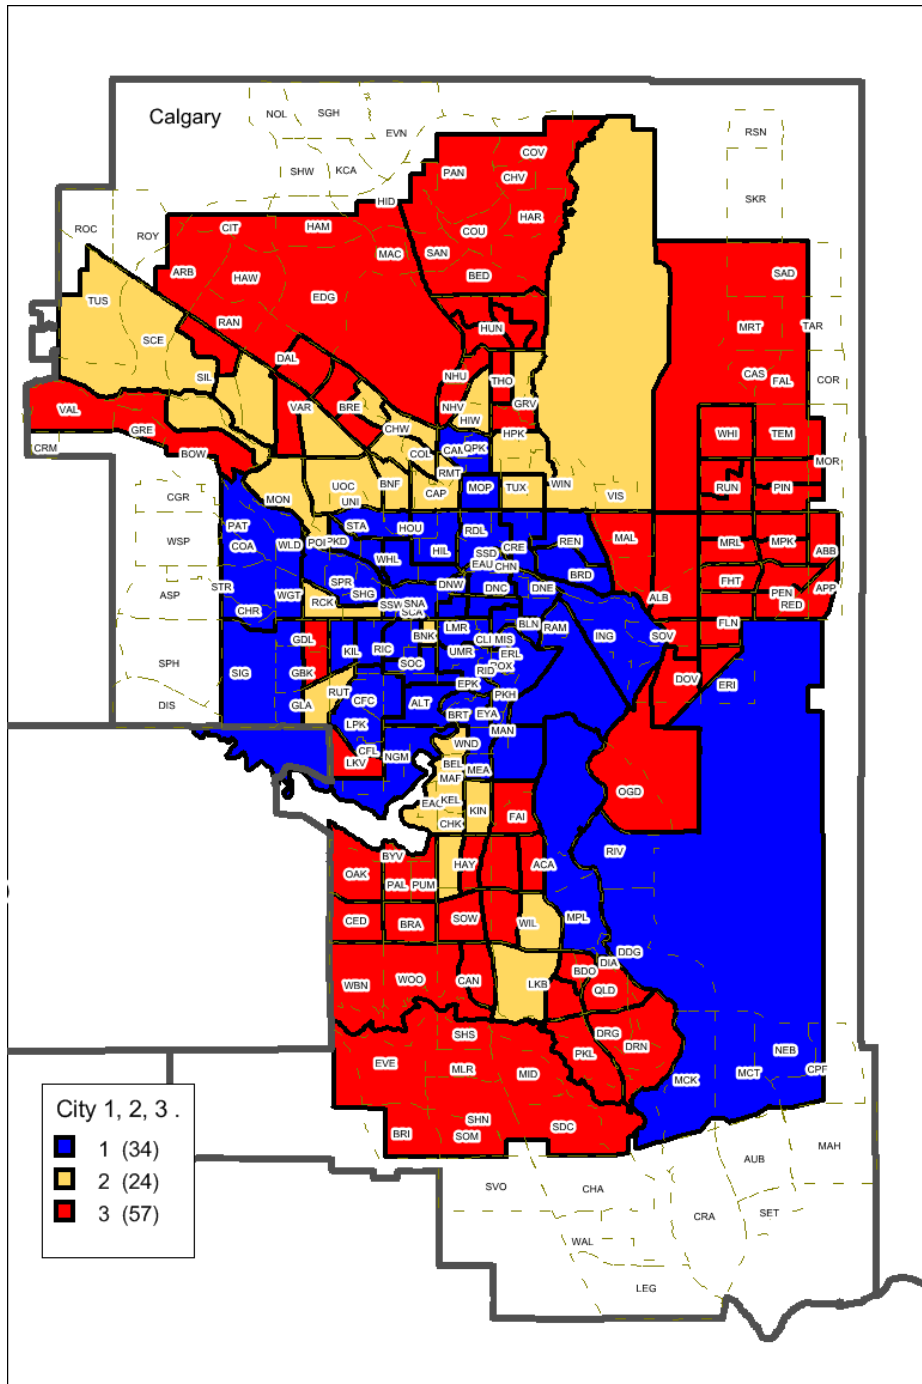 Calgary
NOL
SGH
EVN
RSN
SHW
KCA
COV
PAN
CHV
SKR
HID
ROC
ROY
CIT
HAM
HAR
COU
MAC
SAN
ARB
HAW
BED
SAD
TUS
EDG
RAN
HUN
MRT
TAR
SCE
DAL
SIL
NHU
THO
CAS
FAL
COR
VAL
VAR
BRE
NHV
GRV
HIW
GRE
CHW
HPK
WHI
TEM
CRM
BOW
COL
CAM
QPK
MOR
CGR
MON
UOC
UNI
BNF
RMT
CAP
MOP
TUX
WIN
VIS
RUN
PIN
PAT
STA
HOU
RDL
WSP
COA
WLD
PKD
WHL
HIL
SSD
CRE
REN
MAL
MRL
MPK
ABB
EAU
CHN
STR
ASP
WGT
SPR
SHG
DNW
DNC
DNE
BRD
FHT
PEN
APP
CHR
RCK
SSW
SNA
SCA
ALB
RED
GDL
BNK
LMR
CLI
MIS
BLN
RAM
ING
SOV
FLN
SPH
SIG
GBK
KIL
RIC
SOC
UMR
ERL
ROX
RID
DOV
ERI
DIS
GLA
RUT
CFC
ALT
EPK
PKH
LPK
BRT
EYA
MAN
CFL
LKV
NGM
WND
BEL
MEA
MAF
EAG
KEL
KIN
FAI
OGD
CHK
RIV
OAK
BYV
HAY
ACA
PAL
PUM
CED
BRA
SOW
WIL
MPL
DDG
DIA
WBN
WOO
CAN
LKB
BDO
QLD
SHS
DRG
DRN
EVE
MLR
MID
PKL
MCK
MCT
NEB
CPF
SHN
BRI
SOM
SDC
MAH
AUB
SVO
CHA
CRA
SET
WAL
LEG
City 1, 2, 3 .
1 (34)
2 (24)
3 (57)